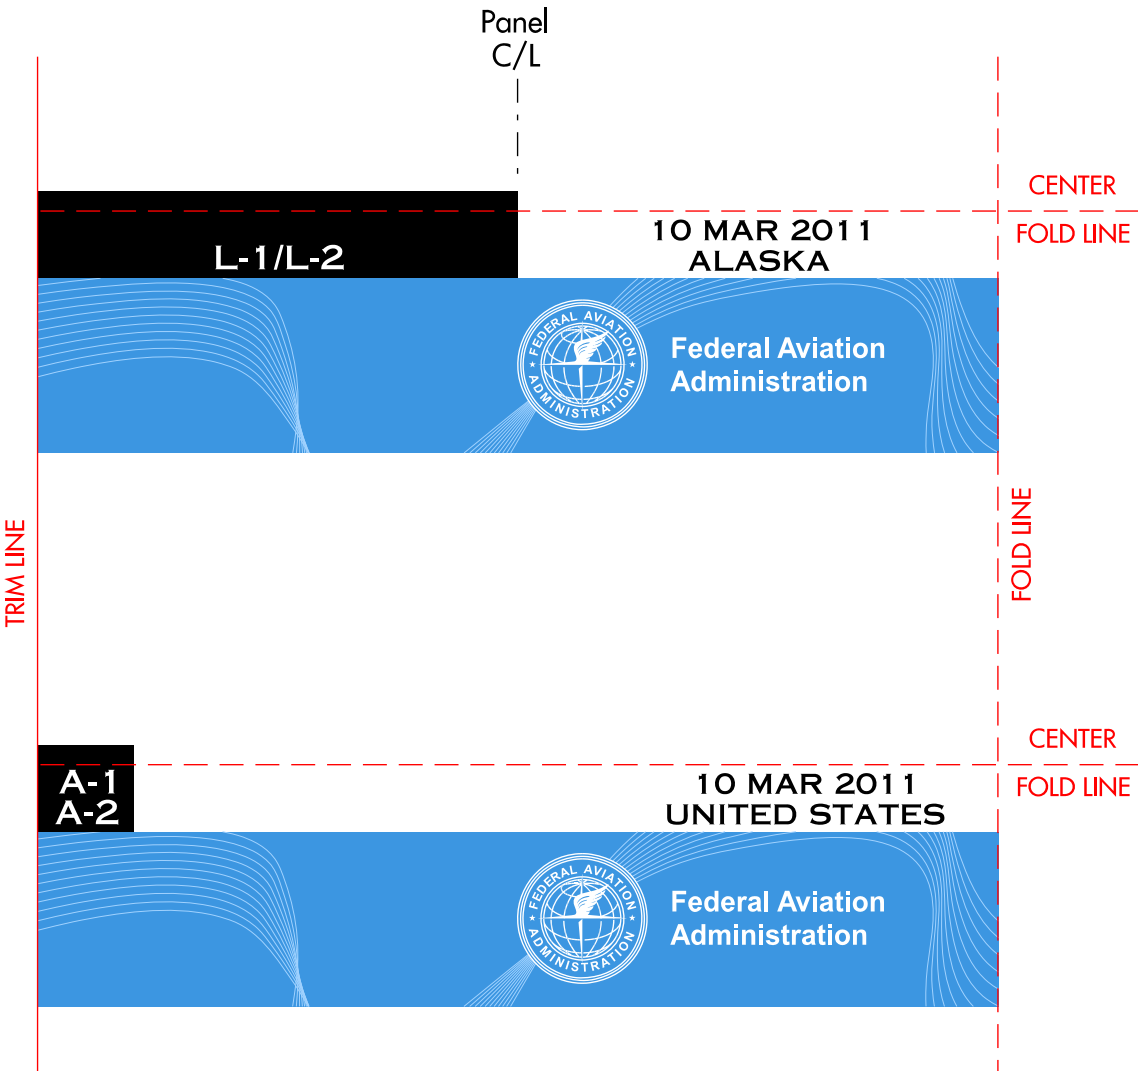 Panel
C/L
CENTER
FOLD LINE
L-1/L-2
10 MAR 2011
ALASKA
FEDERAL AVIATION
ADMINISTRATION
Federal Aviation
Administration
TRIM LINE
FOLD LINE
CENTER
FOLD LINE
A-1
A-2
10 MAR 2011
UNITED STATES
FEDERAL AVIATION
ADMINISTRATION
Federal Aviation
Administration